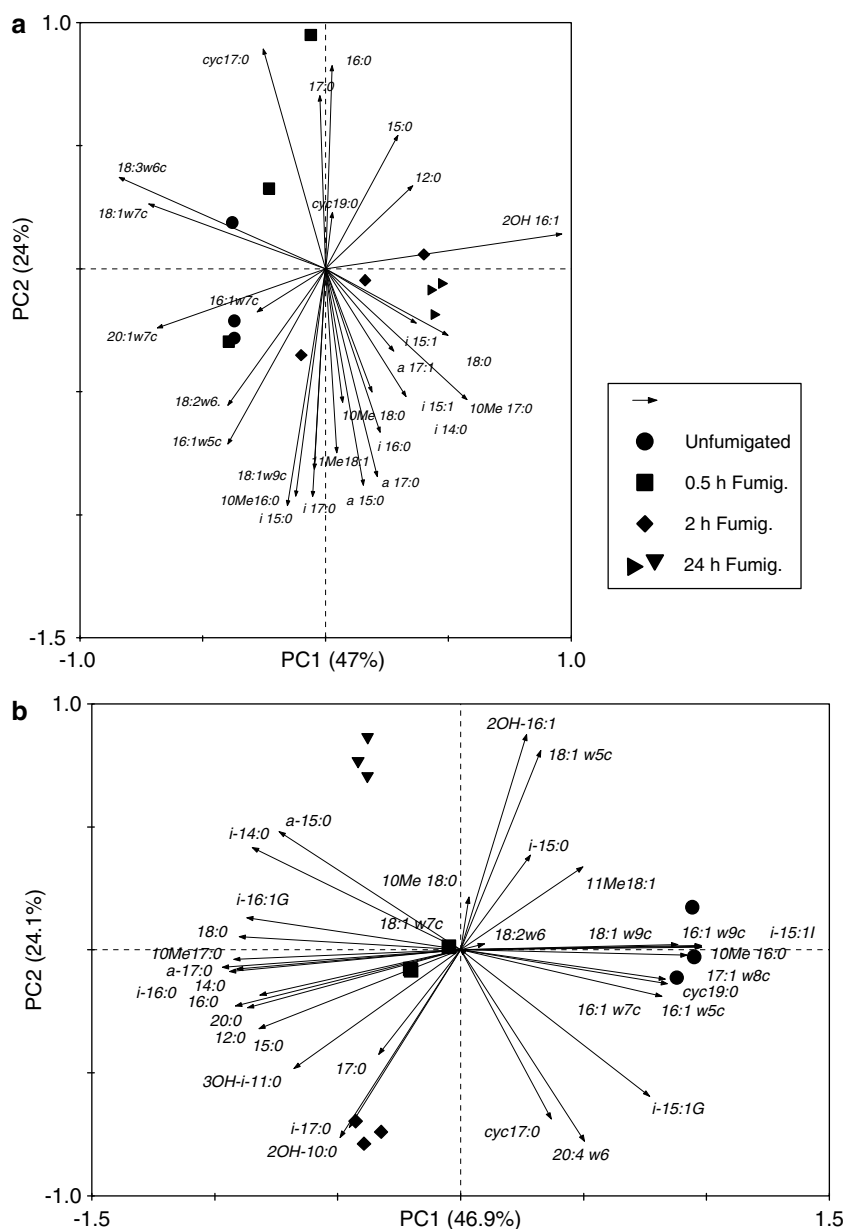 a
1.0
cyc17:0
16:0
17:0
15:0
18:3w6c
12:0
18:1w7c
cyc19:0
2OH 16:1
PC2 (24%)
16:1w7c
20:1w7c
i 15:1
18:0
a 17:1
18:2w6.
10Me 18:0
i 15:1
10Me 17:0
16:1w5c
i 16:0
i 14:0
18:1w9c
11Me18:1
10Me16:0
i 17:0
a 15:0
a 17:0
i 15:0
-1.5
-1.0
PC1 (47%)
1.0
Unfumigated
0.5 h Fumig.
2 h Fumig.
24 h Fumig.
b
1.0
2OH-16:1
18:1 w5c
a-15:0
i-14:0
i-15:0
10Me 18:0
11Me18:1
i-16:1G
18:1 w7c
18:0
18:2w6
18:1 w9c
16:1 w9c
i-15:1I
PC2 (24.1%)
10Me17:0
10Me 16:0
a-17:0
17:1 w8c
14:0
i-16:0
cyc19:0
16:0
16:1 w7c
16:1 w5c
20:0
12:0
15:0
17:0
3OH-i-11:0
i-15:1G
i-17:0
cyc17:0
2OH-10:0
20:4 w6
-1.0
-1.5
PC1 (46.9%)
1.5